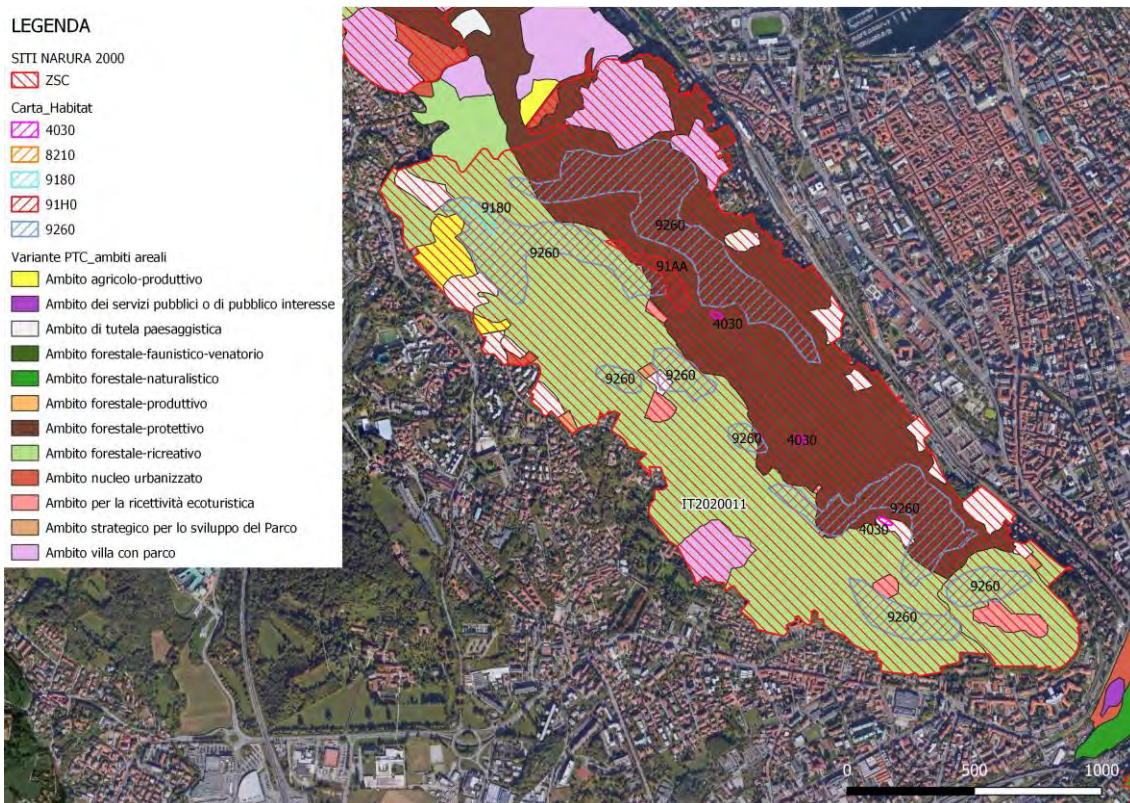 LEGENDA
SITI NARURA 2000
ZSC
Carta_Habitat
4030
8210
9180
91H0
9260
Variante PTC_ambiti areali
Ambito agricolo-produttivo
Ambito dei servizi pubblici o di pubblico interesse
Ambito di tutela paesaggistica
Ambito forestale-faunistico-venatorio
Ambito forestale-naturalistico
Ambito forestale-produttivo
Ambito forestale-protettivo
Ambito forestale-ricreativo
Ambito nucleo urbanizzato
Ambito per la ricettività ecoturistica
Ambito strategico per lo sviluppo del Parco
Ambito villa con parco
9180
9260
9260
91AA
4030
9260
9260
9260
4030
IT2020011
9260
4030
9260
9260
0 500 1000